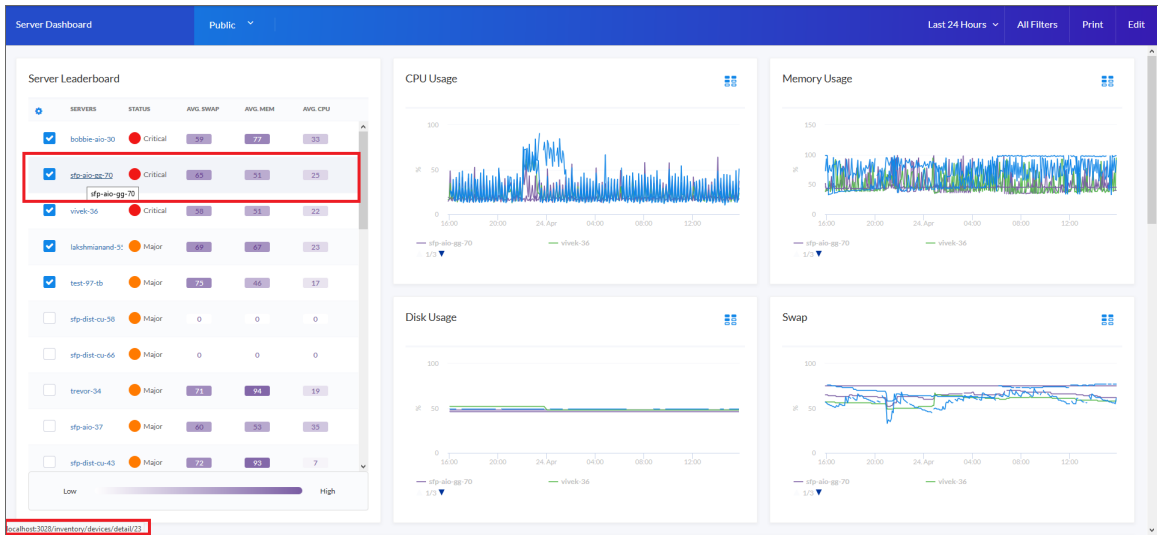 Server Dashboard
Public
Last 24 Hours
All Filters
Print
Edit
Server Leaderboard
SERVERS STATUS AVG. SWAP AVG. MEM AVG. CPU
bobbie-aio-30 Critical 59 77 33
sfp-aio-gg-70 Critical 65 51 25
sfp-aio-gg-70
vivek-36 Critical 58 51 22
lakshmianand-55 Major 69 67 23
test-97-tb Major 75 46 17
sfp-dist-cu-58 Major 0 0 0
sfp-dist-cu-66 Major 0 0 0
trevor-34 Major 71 94 19
sfp-aio-37 Major 60 53 35
sfp-dist-cu-43 Major 72 93 7
Low High
localhost:3028/inventory/devices/detail/23
CPU Usage
100
%
50
0
16:00 20:00 24. Apr 04:00 08:00 12:00
sfp-aio-gg-70 vivek-36
1/3
Memory Usage
150
100
%
50
0
16:00 20:00 24. Apr 04:00 08:00 12:00
sfp-aio-gg-70 vivek-36
1/3
Disk Usage
100
%
50
0
16:00 20:00 24. Apr 04:00 08:00 12:00
sfp-aio-gg-70 vivek-36
1/3
Swap
100
%
50
0
16:00 20:00 24. Apr 04:00 08:00 12:00
sfp-aio-gg-70 vivek-36
1/3